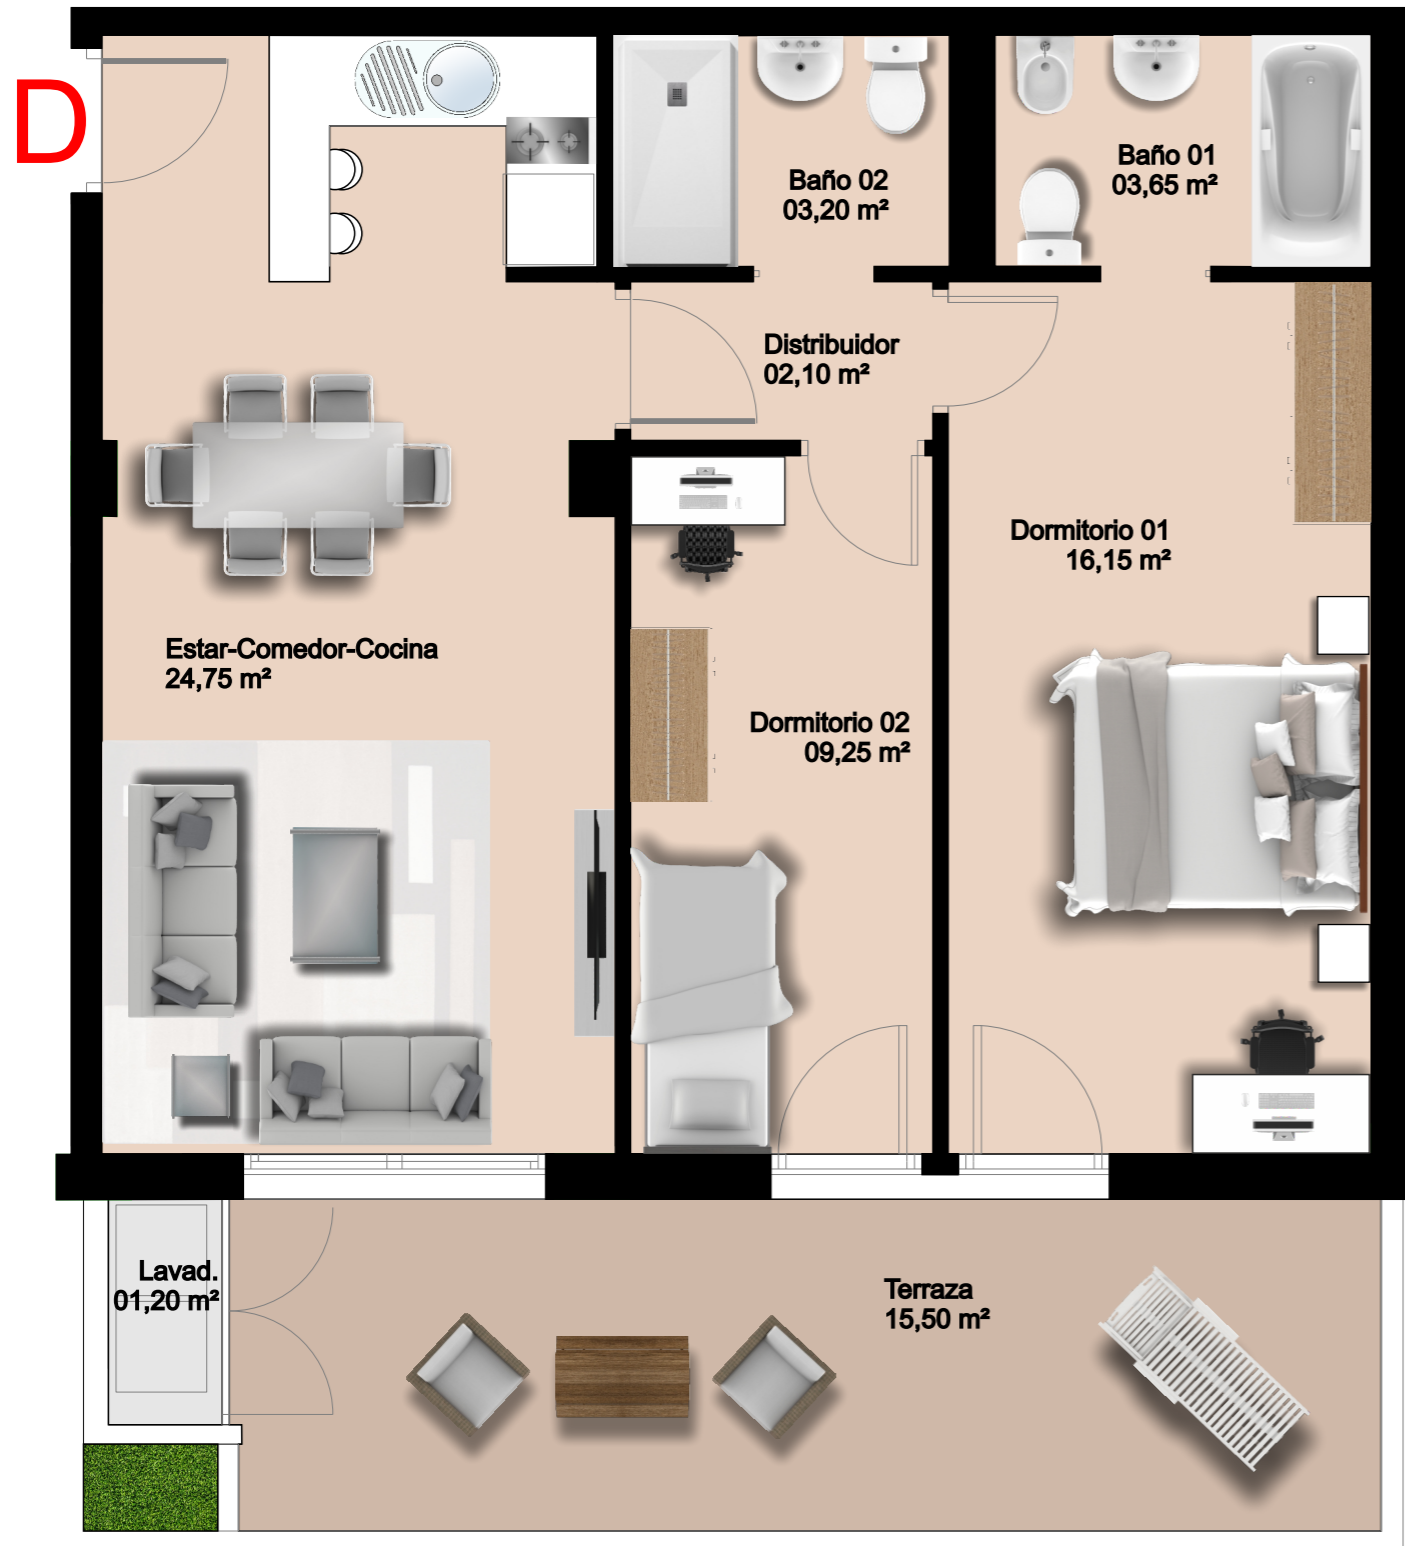 D
Baño 02
03,20 m²
Baño 01
03,65 m²
Distribuidor
02,10 m²
Dormitorio 01
16,15 m²
Estar-Comedor-Cocina
24,75 m²
Dormitorio 02
09,25 m²
Lavad.
01,20 m²
Terraza
15,50 m²